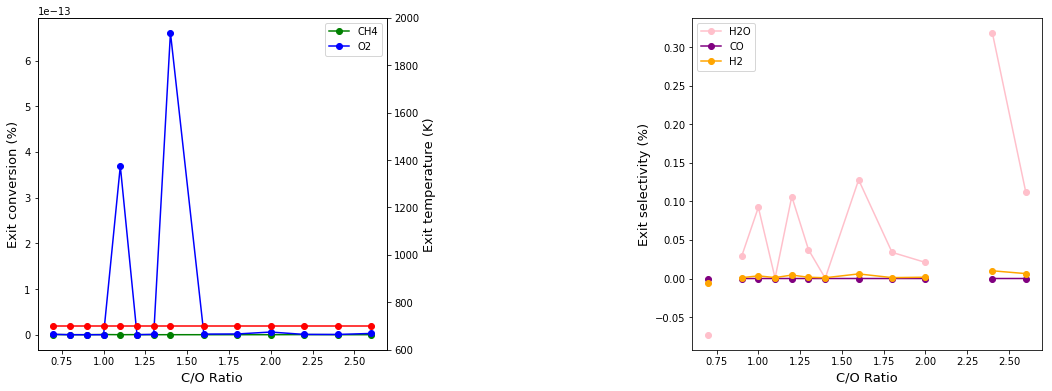 1e−13
6
5
4
3
2
1
0
Exit conversion (%)
0.75 1.00 1.25 1.50 1.75 2.00 2.25 2.50
C/O Ratio
CH4
O2
2000
1800
1600
1400
1200
1000
800
600
Exit temperature (K)
Exit selectivity (%)
0.30
0.25
0.20
0.15
0.10
0.05
0.00
−0.05
H2O
CO
H2
0.75 1.00 1.25 1.50 1.75 2.00 2.25 2.50
C/O Ratio